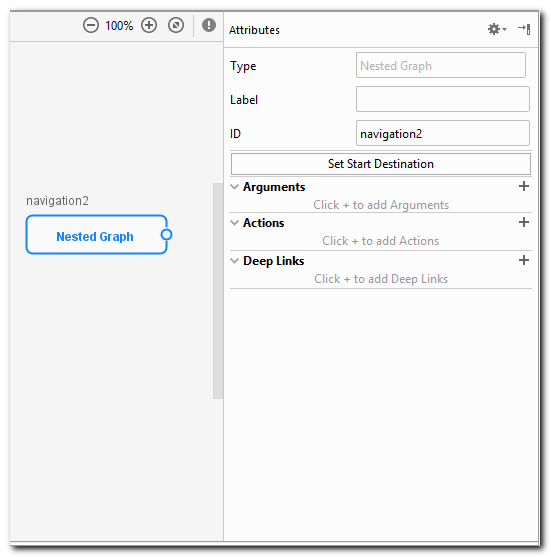 100%
navigation2
Nested Graph
Attributes
Type Nested Graph
Label
ID navigation2
Set Start Destination
Arguments
Click + to add Arguments
Actions
Click + to add Actions
Deep Links
Click + to add Deep Links